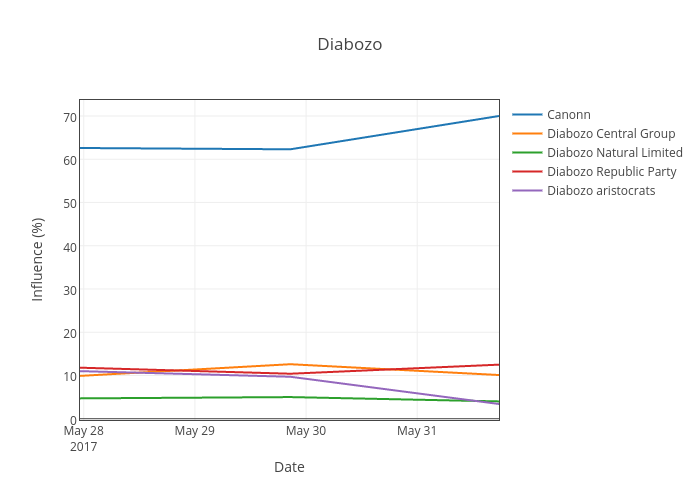 Diabozo
Canonn
Diabozo Central Group
Diabozo Natural Limited
Diabozo Republic Party
Diabozo aristocrats
Influence (%)
70
60
50
40
30
20
10
0
May 28
2017
May 29
May 30
May 31
Date